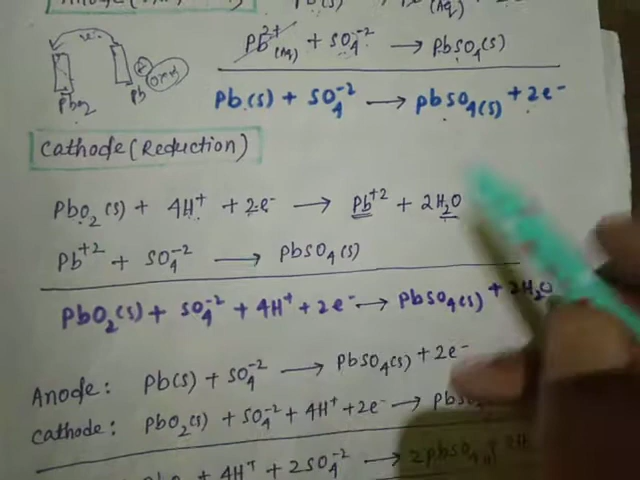 Pb²⁺(Aq) + SO₄⁻² ⟶ PbSO₄(s)
PbO₂
Pb
Pb(s) + SO₄⁻² ⟶ PbSO₄(s) + 2e⁻
Cathode (Reduction)
PbO₂(s) + 4H⁺ + 2e⁻ ⟶ Pb⁺² + 2H₂O
Pb⁺² + SO₄⁻² ⟶ PbSO₄(s)
PbO₂(s) + SO₄⁻² + 4H⁺ + 2e⁻ ⟶ PbSO₄(s) + 2H₂O
Anode: Pb(s) + SO₄⁻² ⟶ PbSO₄(s) + 2e⁻
Cathode: PbO₂(s) + SO₄⁻² + 4H⁺ + 2e⁻ ⟶
+ 4H⁺ + 2SO₄⁻² ⟶ 2PbSO₄